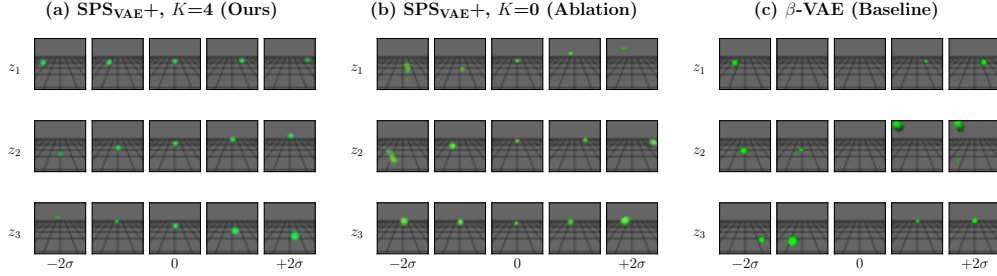 (a) SPS_VAE+, K=4 (Ours)
(b) SPS_VAE+, K=0 (Ablation)
(c) β-VAE (Baseline)
z₁
z₁
z₁
z₂
z₂
z₂
z₃
z₃
z₃
−2σ 0 +2σ
−2σ 0 +2σ
−2σ 0 +2σ